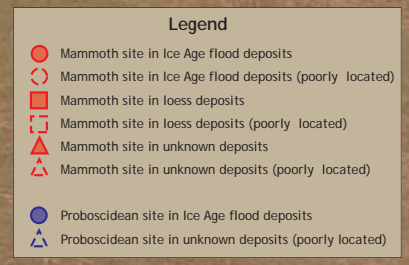 Legend
Mammoth site in Ice Age flood deposits
Mammoth site in Ice Age flood deposits (poorly located)
Mammoth site in loess deposits
Mammoth site in loess deposits (poorly located)
Mammoth site in unknown deposits
Mammoth site in unknown deposits (poorly located)
Proboscidean site in Ice Age flood deposits
Proboscidean site in unknown deposits (poorly located)